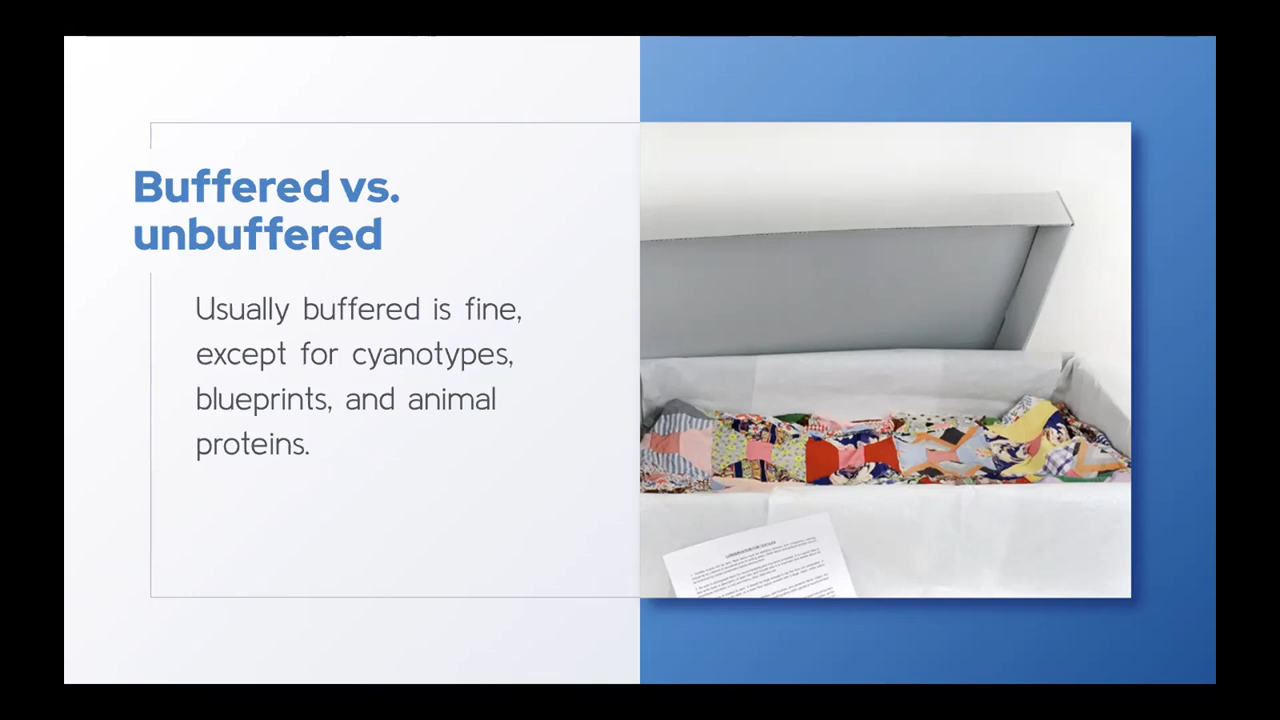 Buffered vs.
unbuffered
Usually buffered is fine,
except for cyanotypes,
blueprints, and animal
proteins.